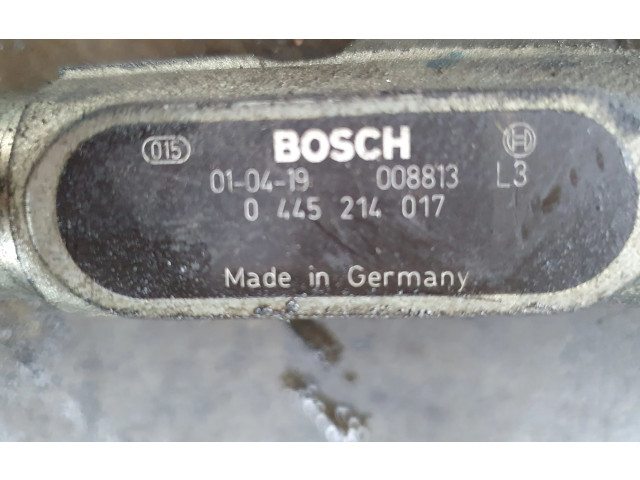 015 BOSCH
01-04-19 008813 L3
0 445 214 017
Made in Germany